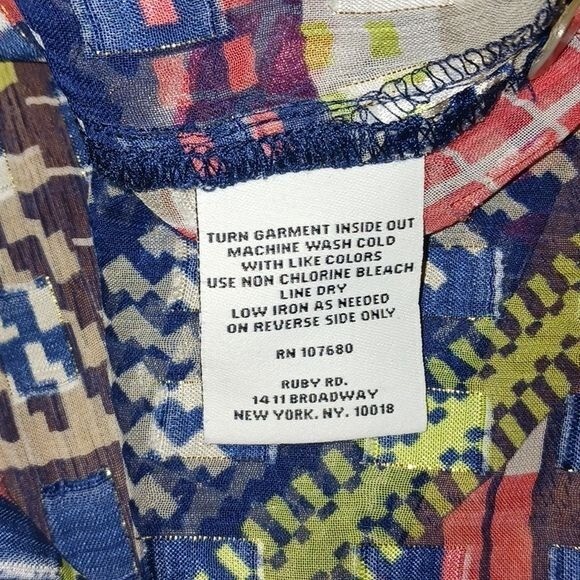 TURN GARMENT INSIDE OUT
MACHINE WASH COLD
WITH LIKE COLORS
USE NON CHLORINE BLEACH
LINE DRY
LOW IRON AS NEEDED
ON REVERSE SIDE ONLY
RN 107680
RUBY RD.
1411 BROADWAY
NEW YORK. NY. 10018